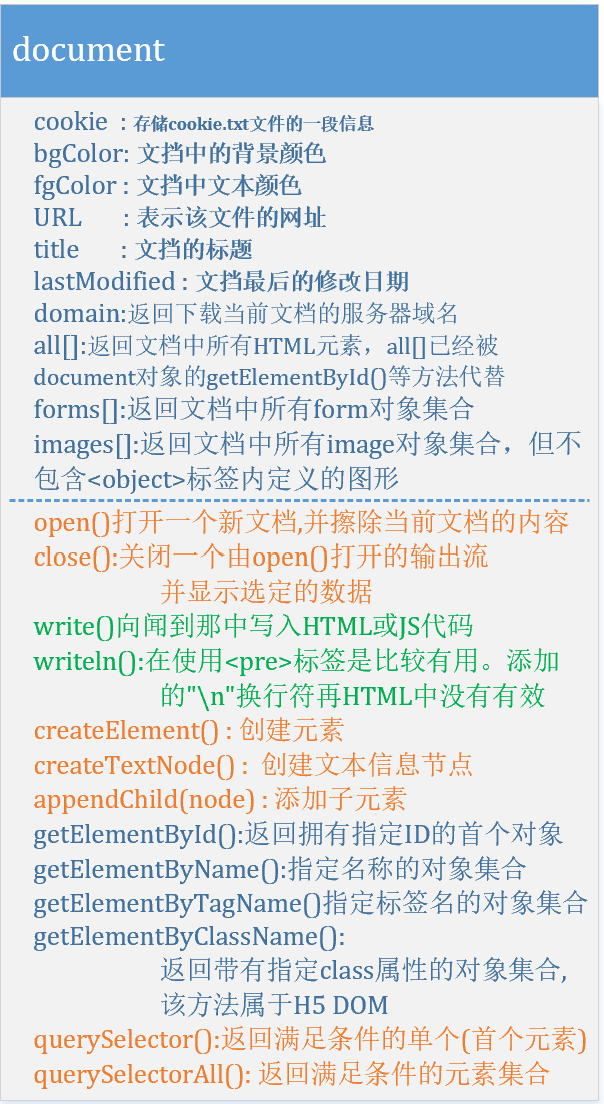 document
cookie : 存储cookie.txt文件的一段信息
bgColor: 文挡中的背景颜色
fgColor : 文挡中文本颜色
URL : 表示该文件的网址
title : 文挡的标题
lastModified : 文挡最后的修改日期
domain:返回下载当前文档的服务器域名
all[]:返回文档中所有HTML元素，all[]已经被
document对象的getElementById()等方法代替
forms[]:返回文档中所有form对象集合
images[]:返回文档中所有image对象集合，但不
包含<object>标签内定义的图形
open()打开一个新文档,并擦除当前文档的内容
close():关闭一个由open()打开的输出流
并显示选定的数据
write()向闻到那中写入HTML或JS代码
writeln():在使用<pre>标签是比较有用。添加
的"\n"换行符再HTML中没有有效
createElement() : 创建元素
createTextNode() : 创建文本信息节点
appendChild(node) : 添加子元素
getElementById():返回拥有指定ID的首个对象
getElementByName():指定名称的对象集合
getElementByTagName()指定标签名的对象集合
getElementByClassName():
返回带有指定class属性的对象集合,
该方法属于H5 DOM
querySelector():返回满足条件的单个(首个元素)
querySelectorAll(): 返回满足条件的元素集合